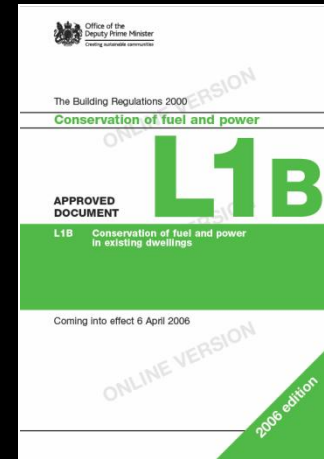 Office of the
Deputy Prime Minister
Creating sustainable communities
ONLINE VERSION
The Building Regulations 2000
Conservation of fuel and power
L1B
APPROVED
DOCUMENT
L1B Conservation of fuel and power
in existing dwellings
Coming into effect 6 April 2006
ONLINE VERSION
2006 edition